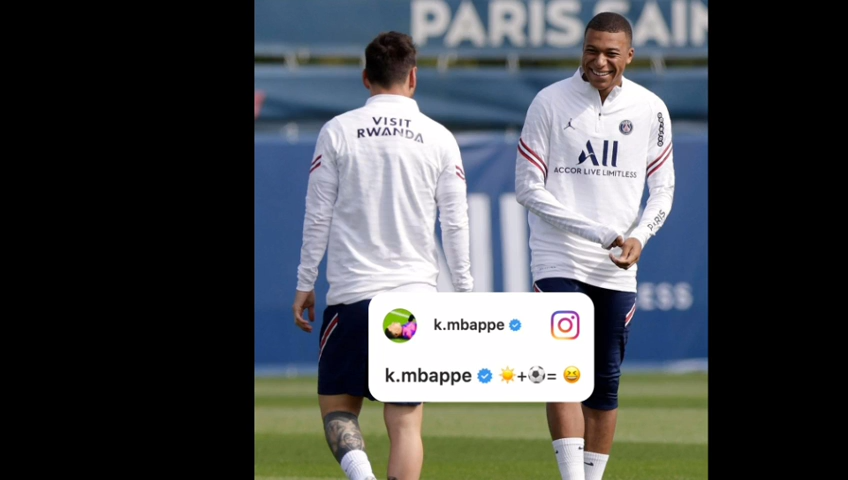 PARIS SAIN
VISIT
RWANDA
ALL
ACCOR LIVE LIMITLESS
PARIS
ESS
k.mbappe
k.mbappe ☀️+⚽= 😆